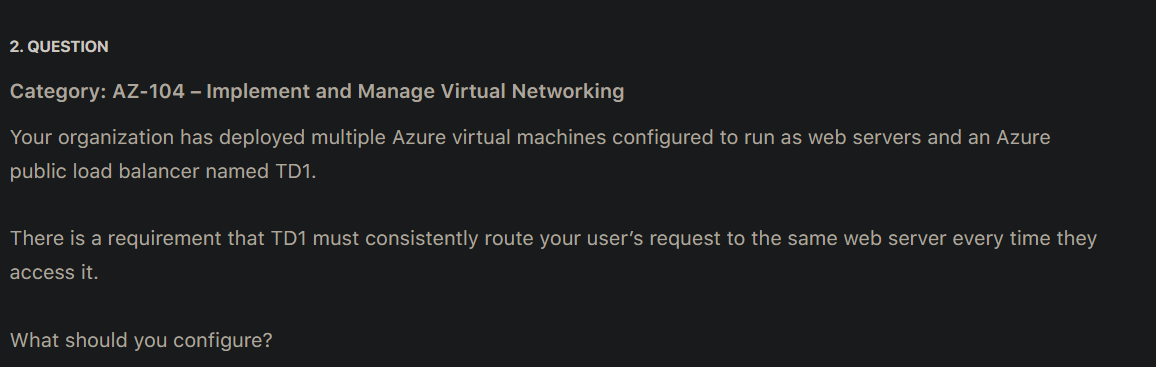 2. QUESTION
Category: AZ-104 – Implement and Manage Virtual Networking
Your organization has deployed multiple Azure virtual machines configured to run as web servers and an Azure
public load balancer named TD1.
There is a requirement that TD1 must consistently route your user’s request to the same web server every time they
access it.
What should you configure?